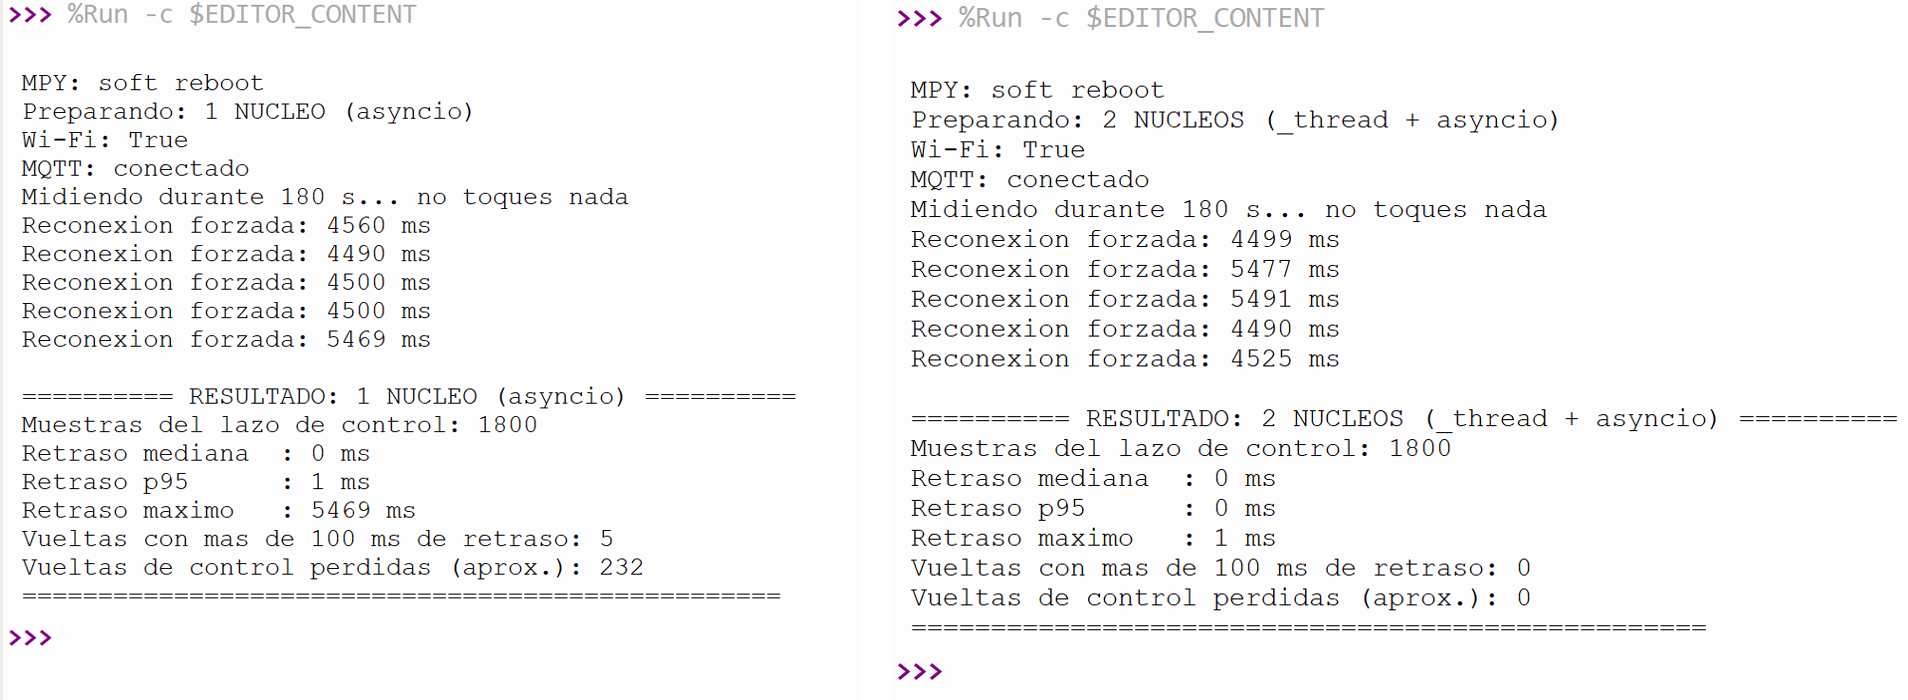 >>> %Run -c $EDITOR_CONTENT
MPY: soft reboot
Preparando: 1 NUCLEO (asyncio)
Wi-Fi: True
MQTT: conectado
Midiendo durante 180 s... no toques nada
Reconexion forzada: 4560 ms
Reconexion forzada: 4490 ms
Reconexion forzada: 4500 ms
Reconexion forzada: 4500 ms
Reconexion forzada: 5469 ms
========== RESULTADO: 1 NUCLEO (asyncio) ==========
Muestras del lazo de control: 1800
Retraso mediana  : 0 ms
Retraso p95      : 1 ms
Retraso maximo   : 5469 ms
Vueltas con mas de 100 ms de retraso: 5
Vueltas de control perdidas (aprox.): 232
==================================================
>>>
>>> %Run -c $EDITOR_CONTENT
MPY: soft reboot
Preparando: 2 NUCLEOS (_thread + asyncio)
Wi-Fi: True
MQTT: conectado
Midiendo durante 180 s... no toques nada
Reconexion forzada: 4499 ms
Reconexion forzada: 5477 ms
Reconexion forzada: 5491 ms
Reconexion forzada: 4490 ms
Reconexion forzada: 4525 ms
========== RESULTADO: 2 NUCLEOS (_thread + asyncio) ==========
Muestras del lazo de control: 1800
Retraso mediana  : 0 ms
Retraso p95      : 0 ms
Retraso maximo   : 1 ms
Vueltas con mas de 100 ms de retraso: 0
Vueltas de control perdidas (aprox.): 0
==================================================
>>>